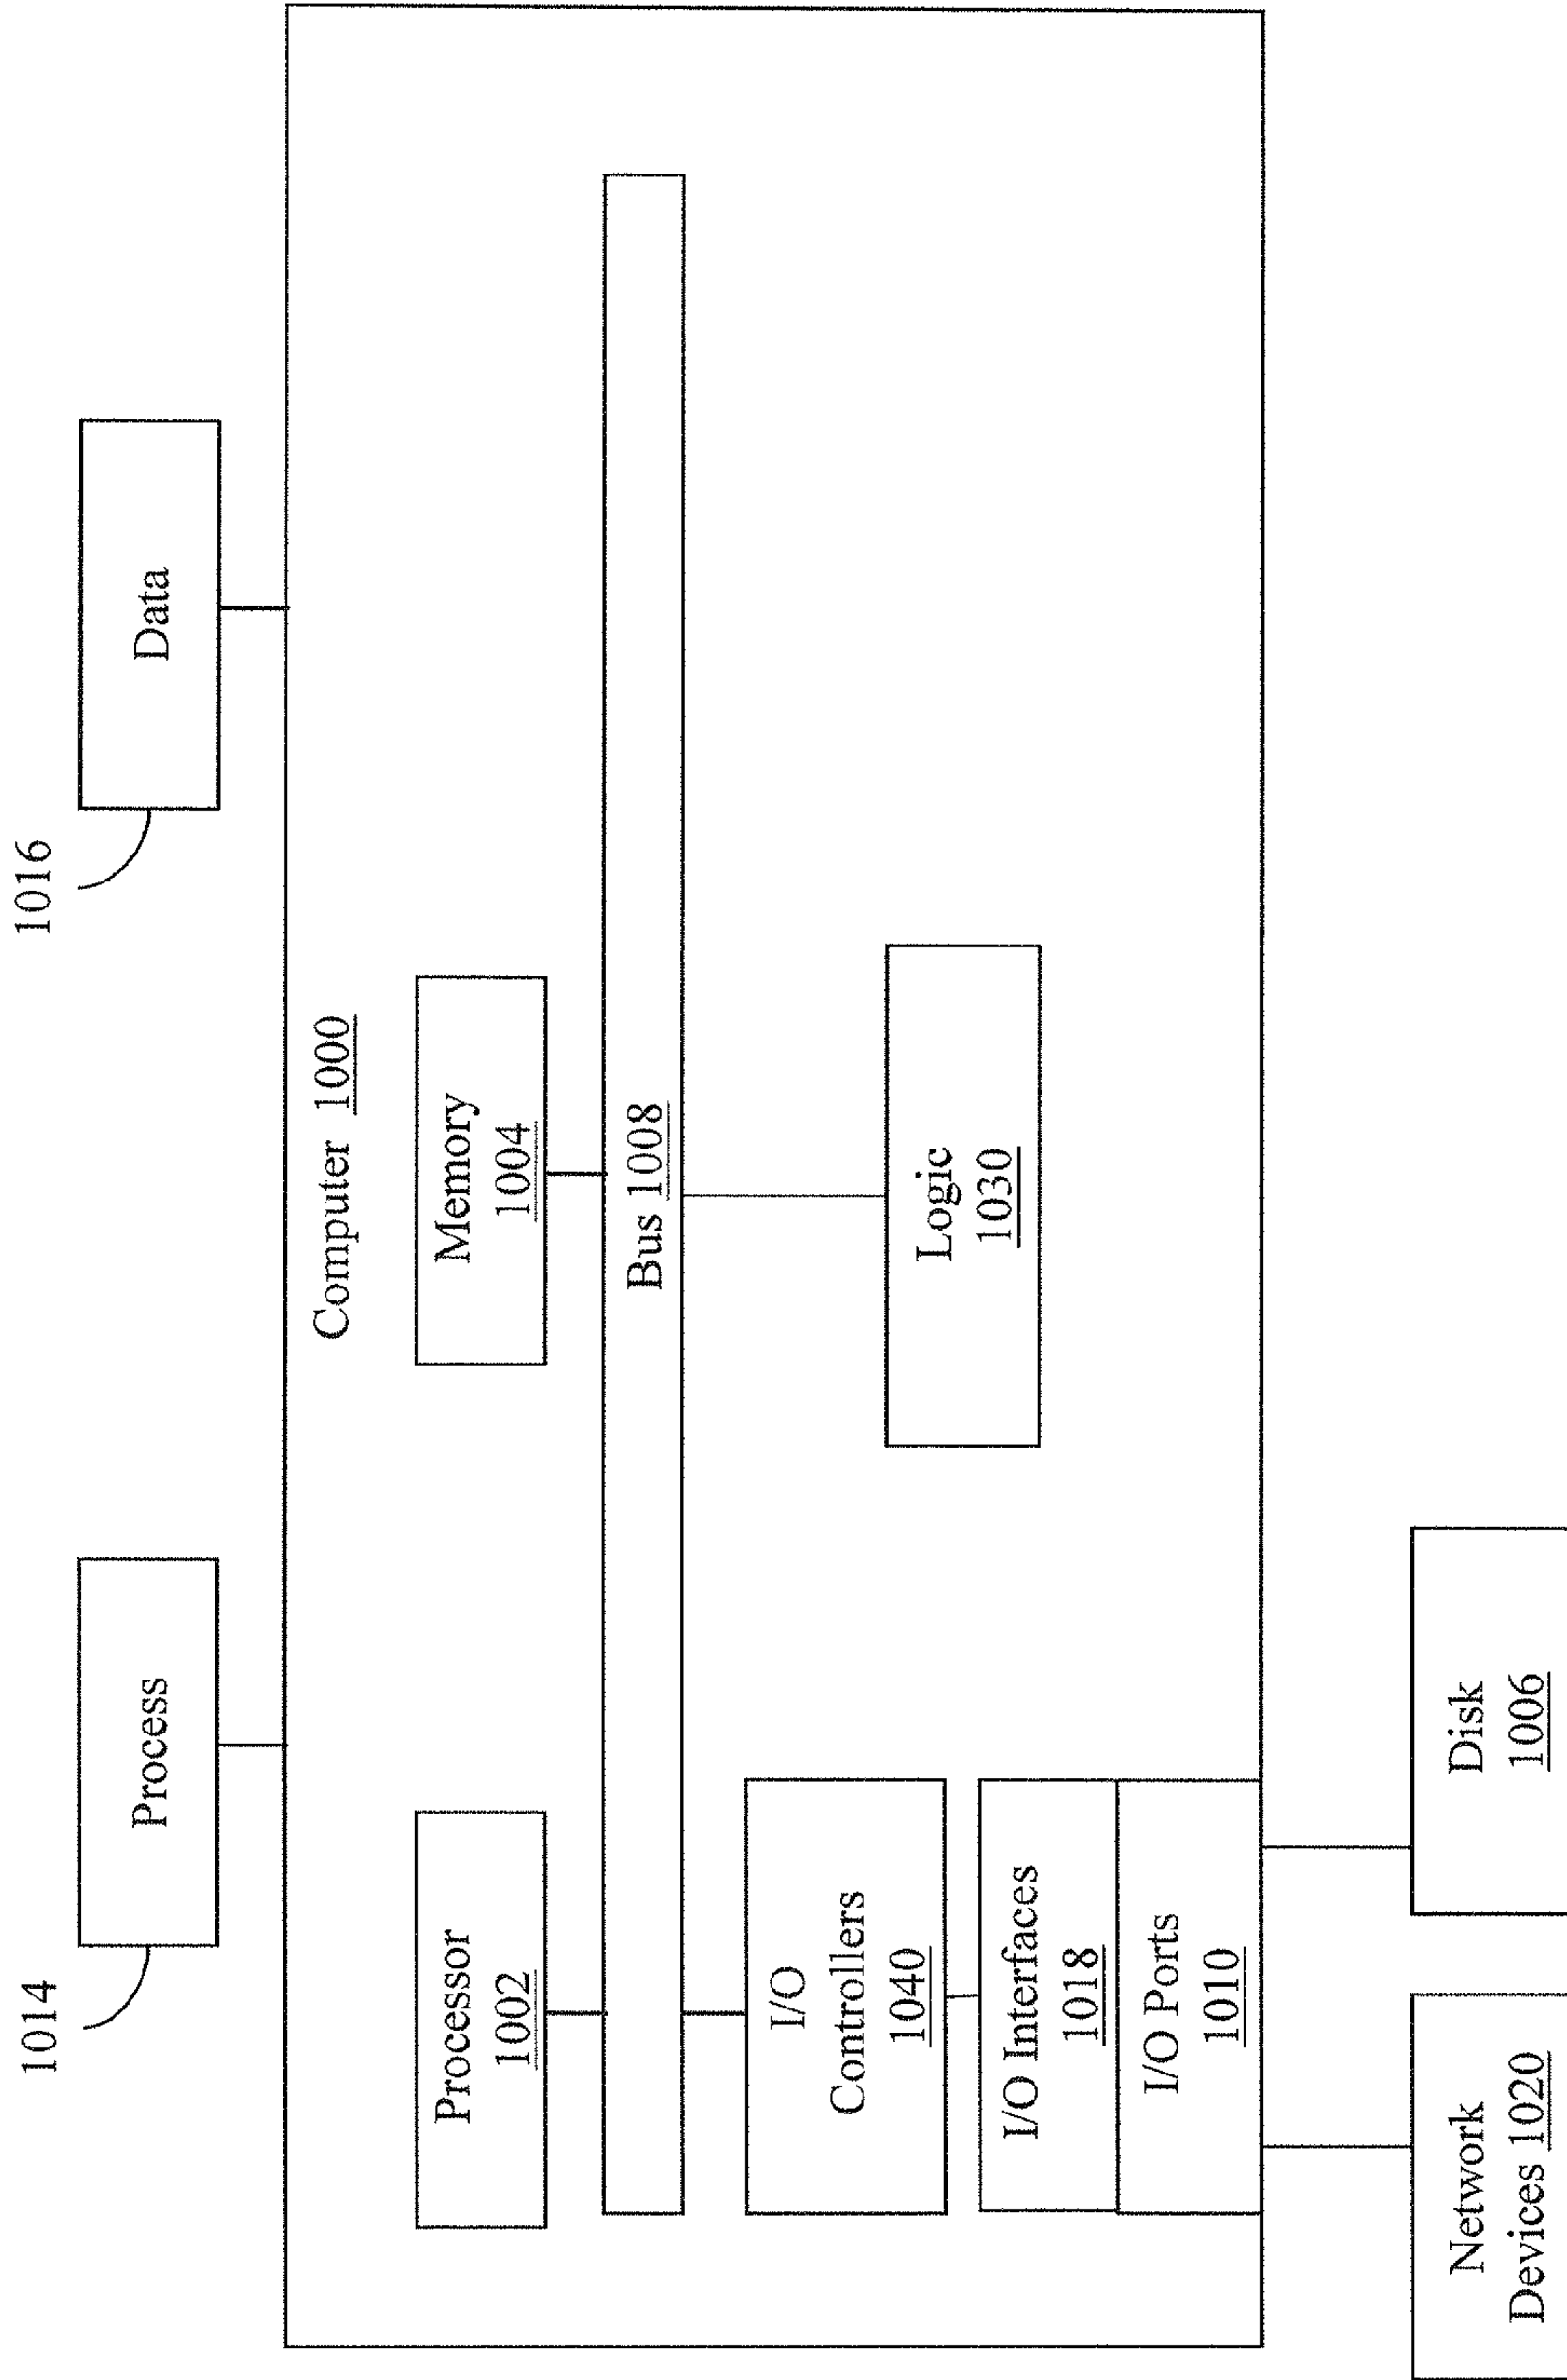 1014
1016
Process
Data
Computer 1000
Processor
1002
Memory
1004
Bus 1008
I/O
Controllers
1040
Logic
1030
I/O Interfaces
1018
I/O Ports
1010
Network
Devices 1020
Disk
1006